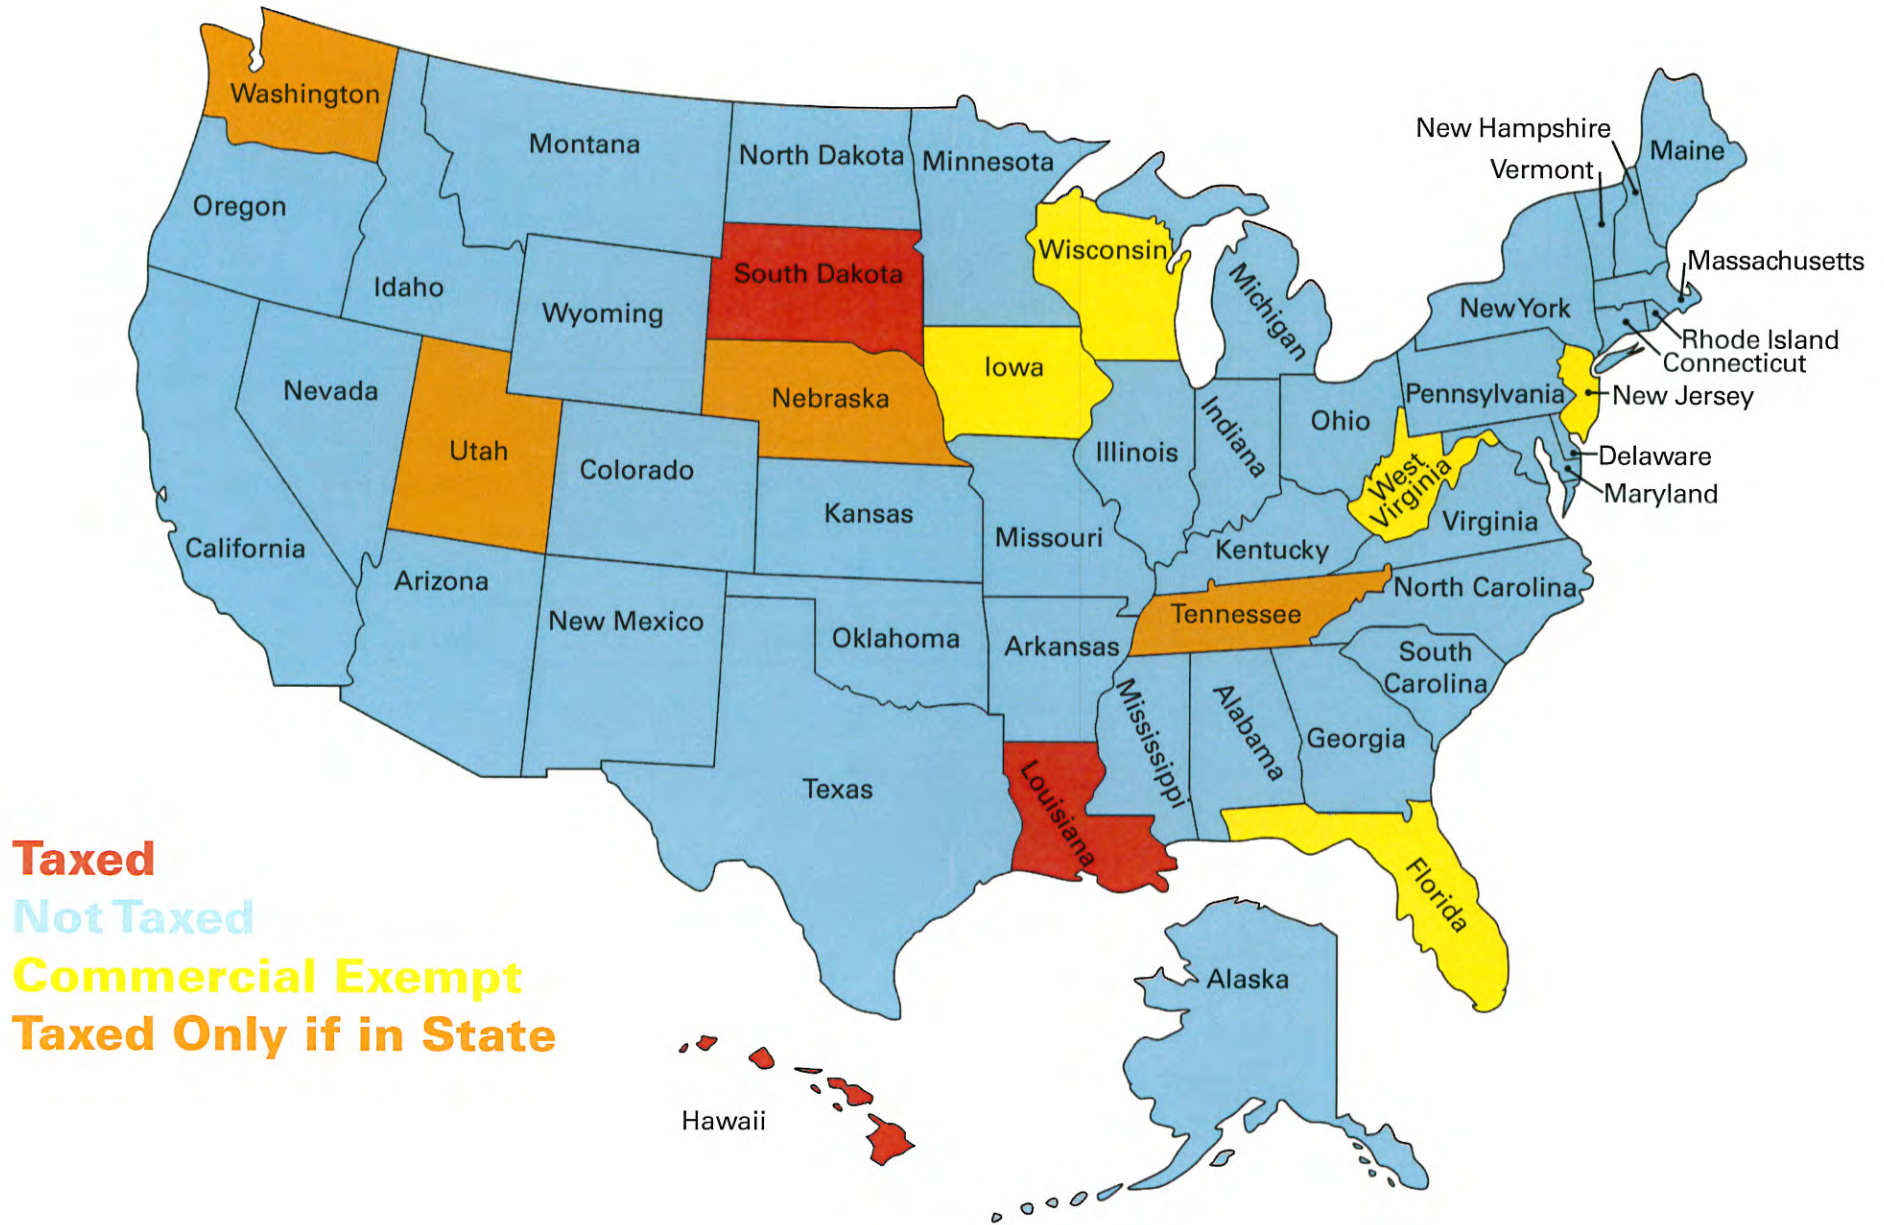 Washington
Montana
North Dakota
Minnesota
New Hampshire
Vermont
Maine
Oregon
Idaho
Wyoming
South Dakota
Wisconsin
Michigan
New York
Massachusetts
Rhode Island
Connecticut
Nevada
Utah
Colorado
Nebraska
Iowa
Illinois
Indiana
Ohio
Pennsylvania
New Jersey
Delaware
Maryland
West
Virginia
Virginia
California
Arizona
New Mexico
Kansas
Missouri
Kentucky
Tennessee
North Carolina
Oklahoma
Arkansas
South
Carolina
Mississippi
Alabama
Georgia
Texas
Louisiana
Florida
Alaska
Hawaii
Taxed
Not Taxed
Commercial Exempt
Taxed Only if in State